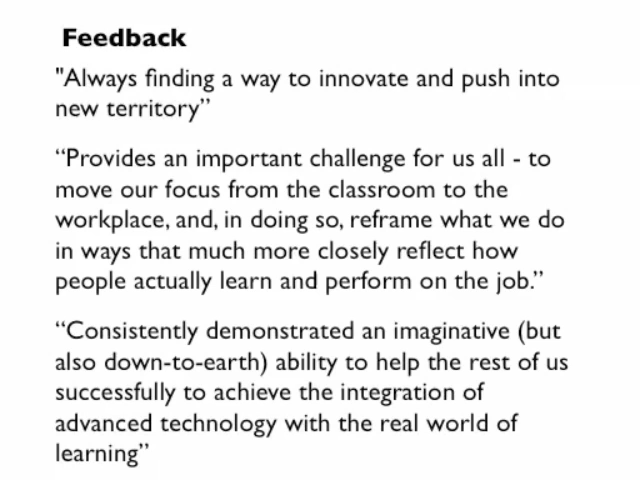 Feedback
"Always finding a way to innovate and push into
new territory”
“Provides an important challenge for us all - to
move our focus from the classroom to the
workplace, and, in doing so, reframe what we do
in ways that much more closely reflect how
people actually learn and perform on the job.”
“Consistently demonstrated an imaginative (but
also down-to-earth) ability to help the rest of us
successfully to achieve the integration of
advanced technology with the real world of
learning”